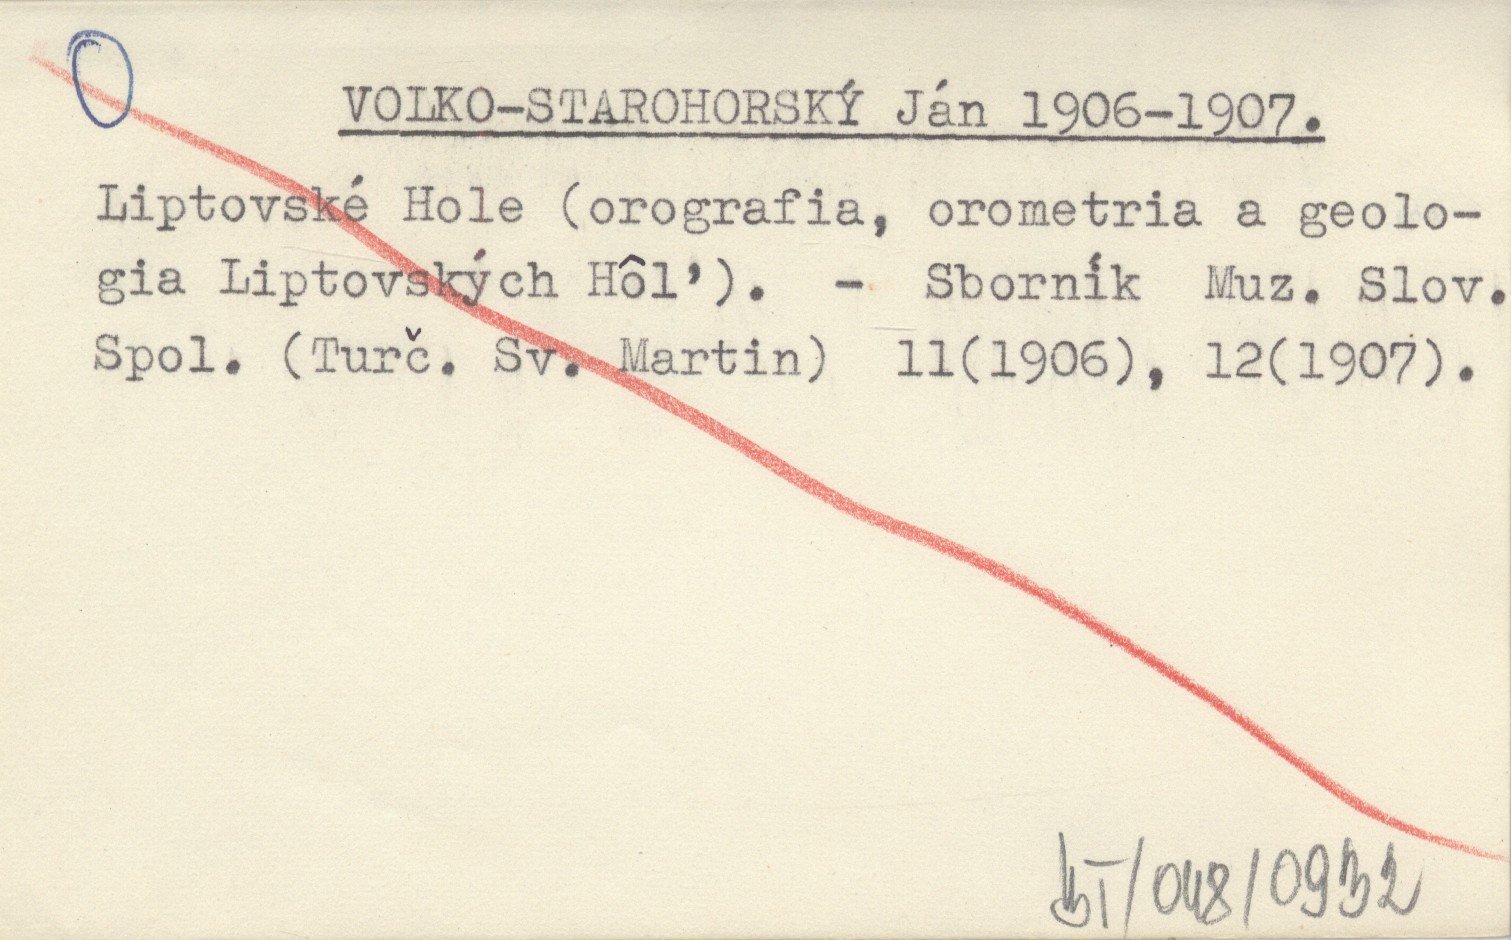 VOLKO-STAROHORSKÝ Ján 1906-1907.
Liptovské Hole (orografia, orometria a geolo-
gia Liptovských Hôl'). - Sborník Muz. Slov.
Spol. (Turč. Sv. Martin) 11(1906), 12(1907).
/048/0932